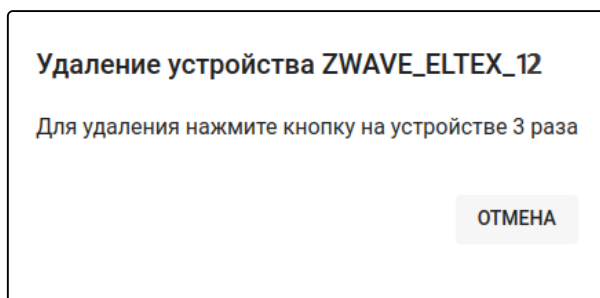 Удаление устройства ZWAVE_ELTEX_12
Для удаления нажмите кнопку на устройстве 3 раза
ОТМЕНА